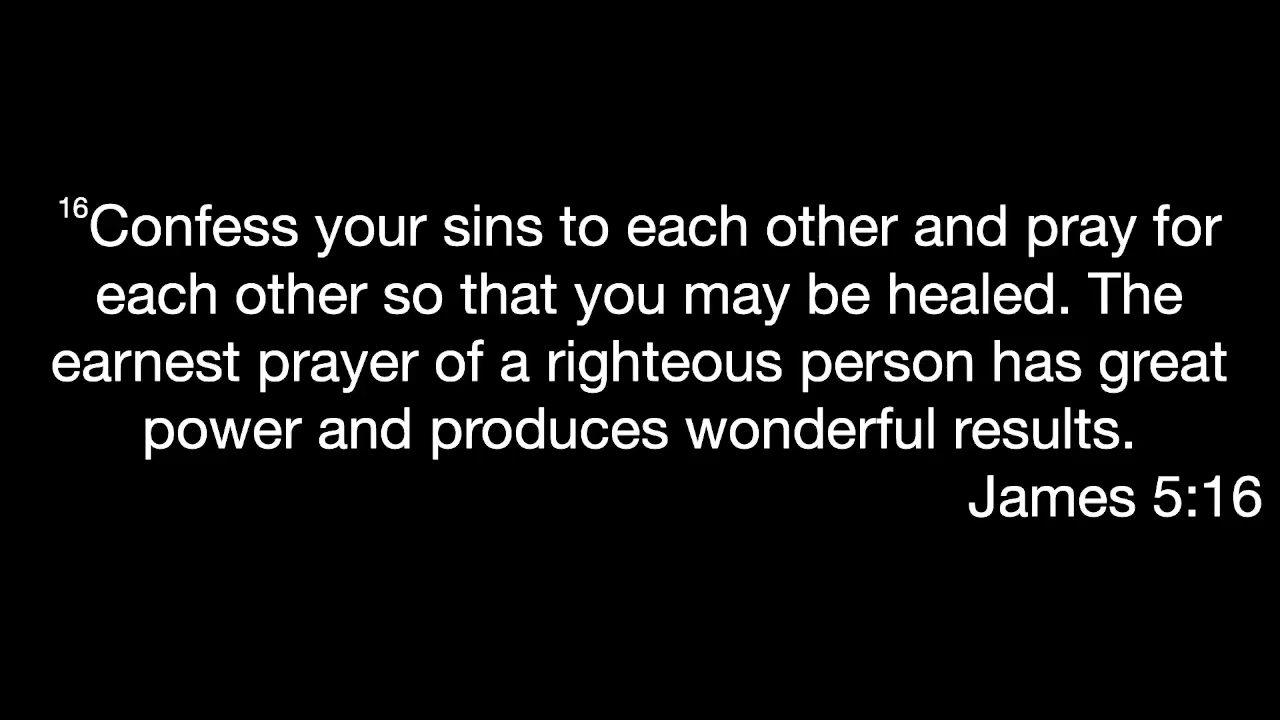 16Confess your sins to each other and pray for
each other so that you may be healed. The
earnest prayer of a righteous person has great
power and produces wonderful results.
James 5:16